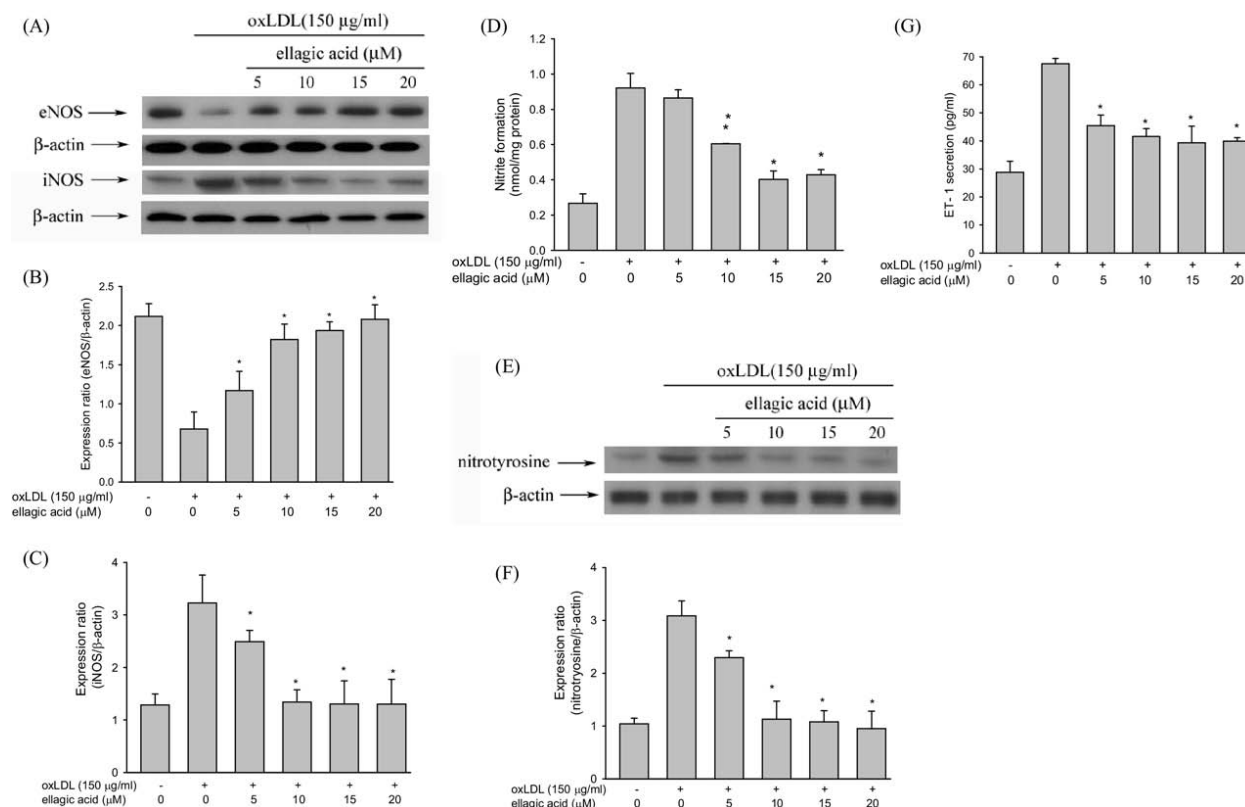 (A)
oxLDL(150 μg/ml)
ellagic acid (μM)
5 10 15 20
eNOS
β-actin
iNOS
β-actin
(B)
Expression ratio (eNOS/β-actin)
2.5
2.0
1.5
1.0
0.5
0.0
* * * *
oxLDL (150 μg/ml) - + + + + +
ellagic acid (μM) 0 0 5 10 15 20
(C)
Expression ratio
(iNOS/β-actin)
4
3
2
1
0
* * * *
oxLDL (150 μg/ml) - + + + + +
ellagic acid (μM) 0 0 5 10 15 20
(D)
Nitrite formation
(nmol/mg protein)
1.2
1.0
0.8
0.6
0.4
0.2
0.0
* * * *
oxLDL (150 μg/ml) - + + + + +
ellagic acid (μM) 0 0 5 10 15 20
(E)
oxLDL(150 μg/ml)
ellagic acid (μM)
5 10 15 20
nitrotyrosine
β-actin
(F)
Expression ratio
(nitrotryosine/β-actin)
4
3
2
1
0
* * * *
oxLDL (150 μg/ml) - + + + + +
ellagic acid (μM) 0 0 5 10 15 20
(G)
ET- 1 secretion (pg/ml)
80
70
60
50
40
30
20
10
0
* * * *
oxLDL (150 μg/ml) - + + + + +
ellagic acid (μM) 0 0 5 10 15 20